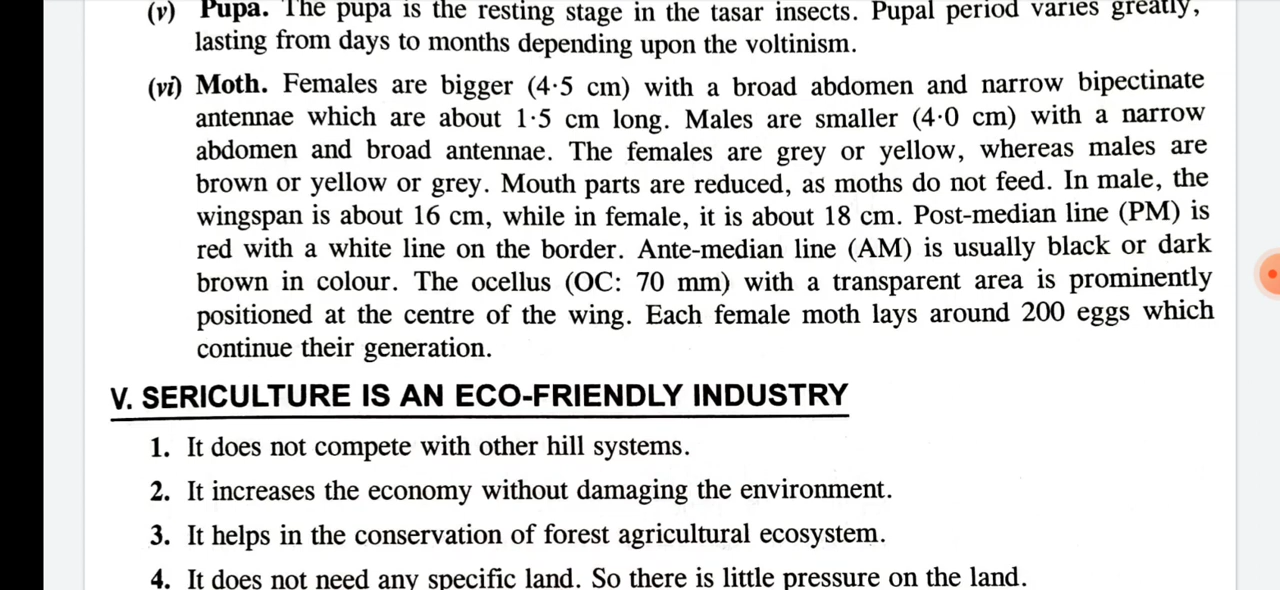 (v) Pupa. The pupa is the resting stage in the tasar insects. Pupal period varies greatly,
lasting from days to months depending upon the voltinism.
(vi) Moth. Females are bigger (4·5 cm) with a broad abdomen and narrow bipectinate
antennae which are about 1·5 cm long. Males are smaller (4·0 cm) with a narrow
abdomen and broad antennae. The females are grey or yellow, whereas males are
brown or yellow or grey. Mouth parts are reduced, as moths do not feed. In male, the
wingspan is about 16 cm, while in female, it is about 18 cm. Post-median line (PM) is
red with a white line on the border. Ante-median line (AM) is usually black or dark
brown in colour. The ocellus (OC: 70 mm) with a transparent area is prominently
positioned at the centre of the wing. Each female moth lays around 200 eggs which
continue their generation.
V. SERICULTURE IS AN ECO-FRIENDLY INDUSTRY
1. It does not compete with other hill systems.
2. It increases the economy without damaging the environment.
3. It helps in the conservation of forest agricultural ecosystem.
4. It does not need any specific land. So there is little pressure on the land.